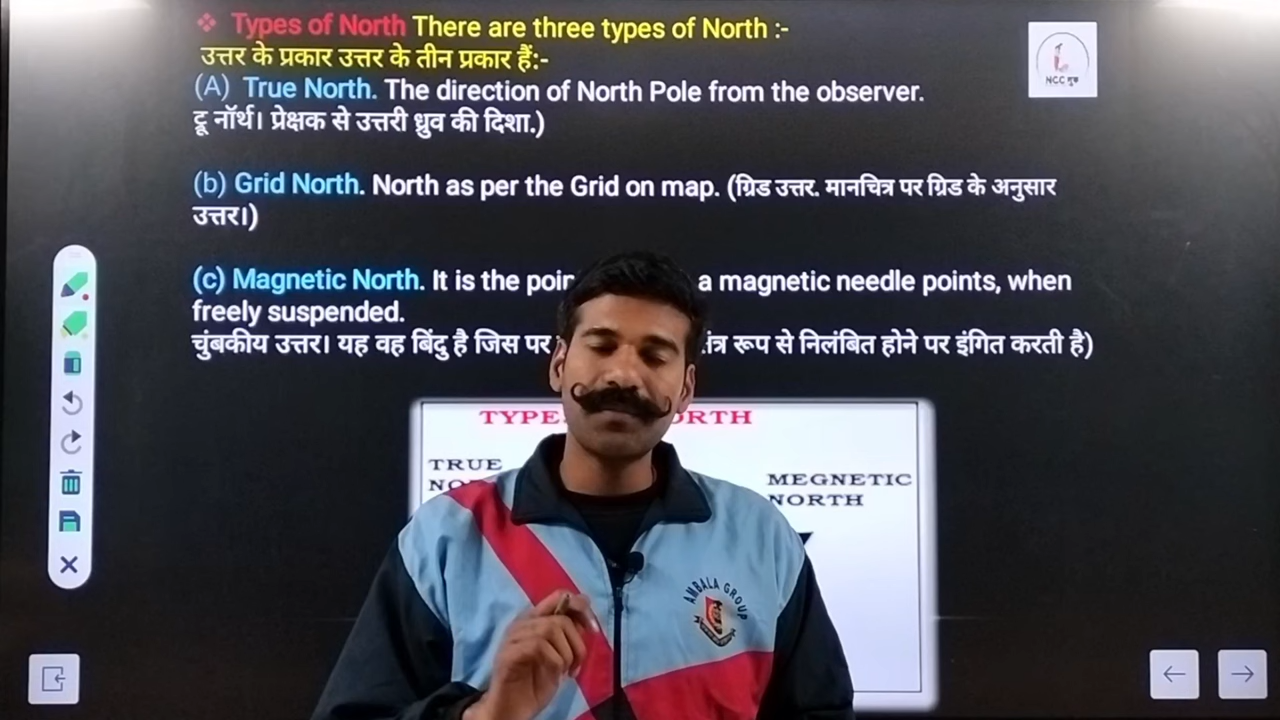 ❖ Types of North There are three types of North :-
उत्तर के प्रकार उत्तर के तीन प्रकार हैं:-
(A) True North. The direction of North Pole from the observer.
ट्रू नॉर्थ। प्रेक्षक से उत्तरी ध्रुव की दिशा.)
(b) Grid North. North as per the Grid on map. (ग्रिड उत्तर. मानचित्र पर ग्रिड के अनुसार
उत्तर।)
(c) Magnetic North. It is the a magnetic needle points, when
freely suspended.
चुंबकीय उत्तर। यह वह बिंदु है जिस पर रूप से निलंबित होने पर इंगित करती है)
NCC गुरु
TRUE
MEGNETIC
NORTH
AMBALA GROUP